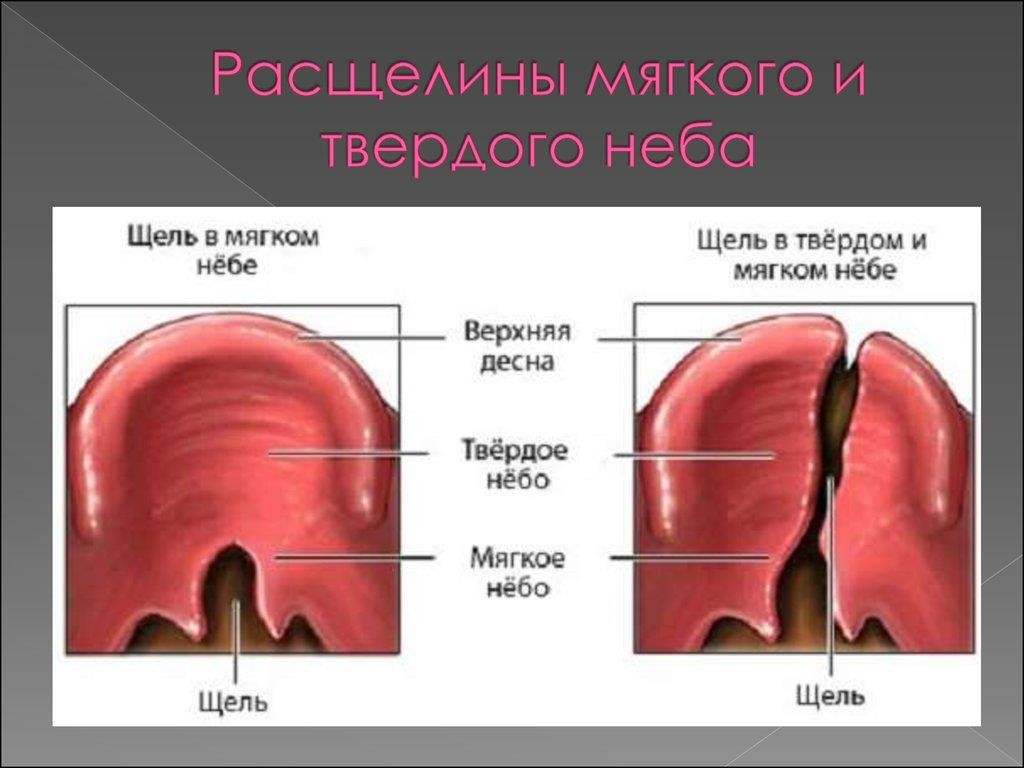 Расщелины мягкого и
твердого неба
Щель в мягком
нёбе
Щель в твёрдом и
мягком нёбе
Верхняя
десна
Твёрдое
нёбо
Мягкое
нёбо
Щель
Щель